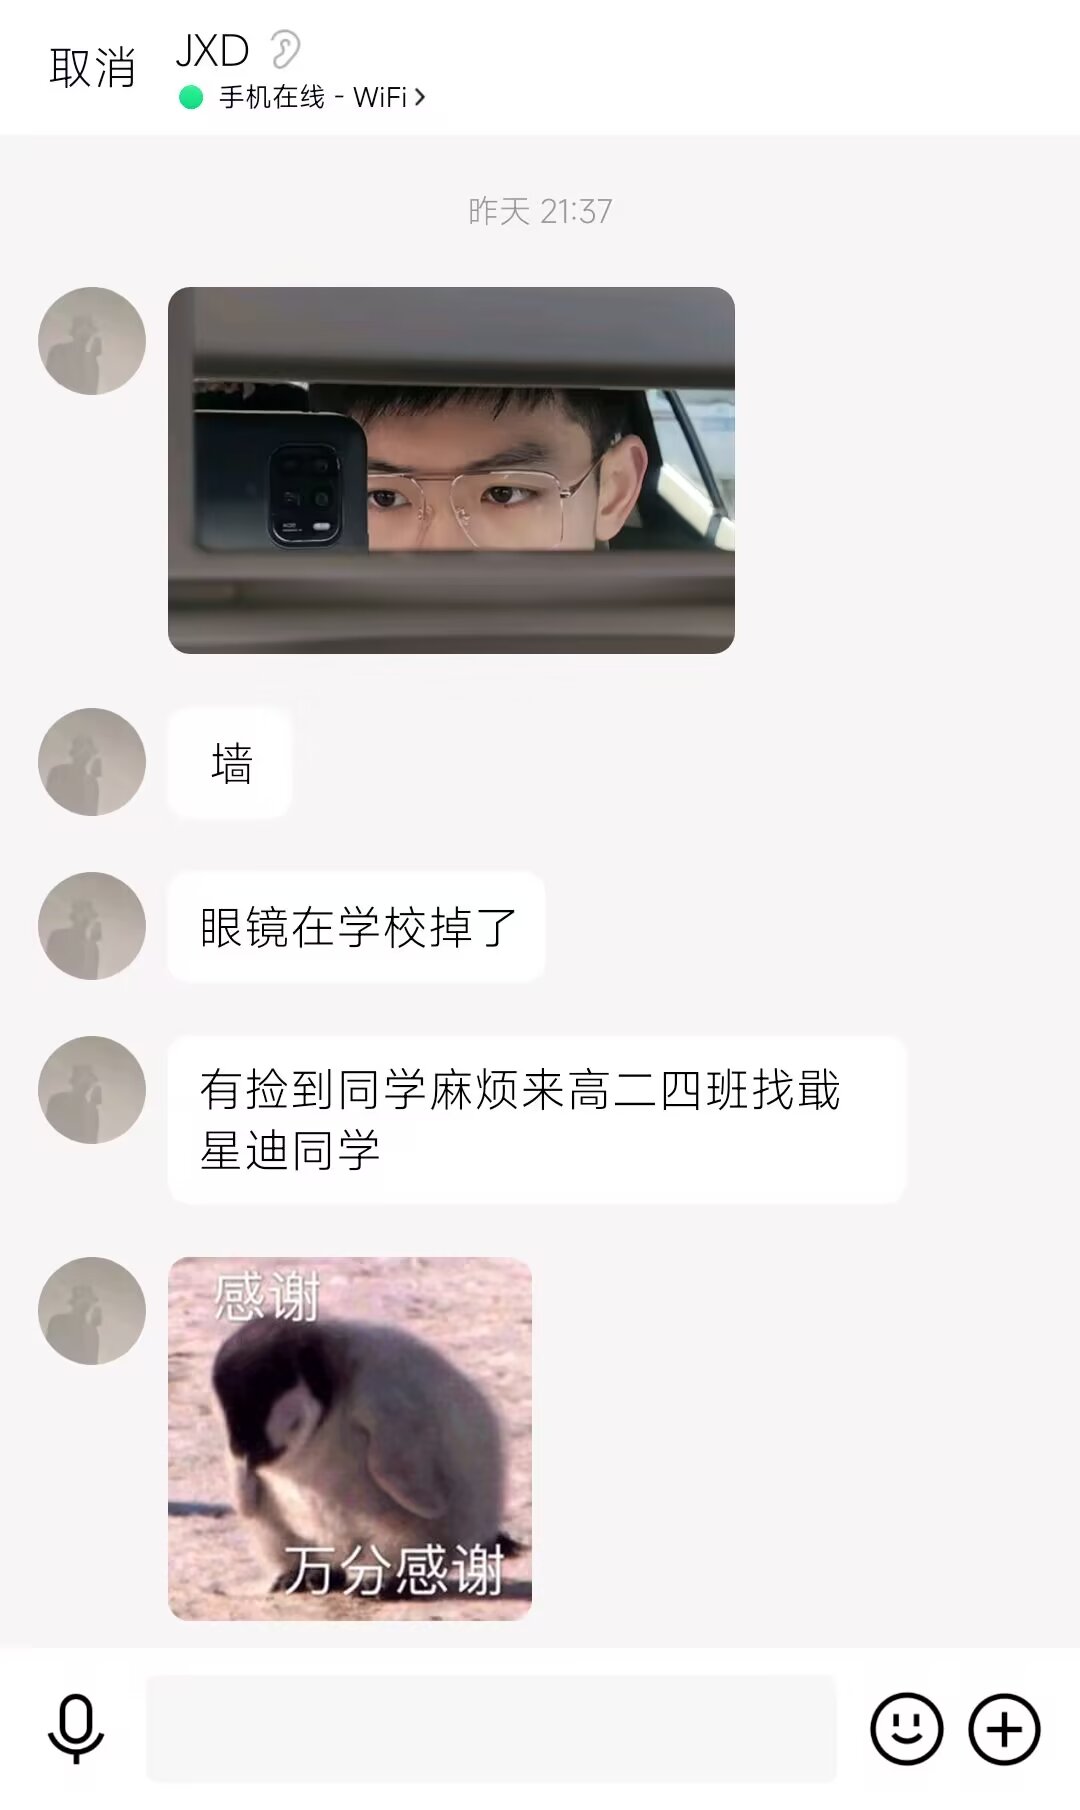 取消
JXD
手机在线 - WiFi
昨天 21:37
墙
眼镜在学校掉了
有捡到同学麻烦来高二四班找戢
星迪同学
感谢
万分感谢